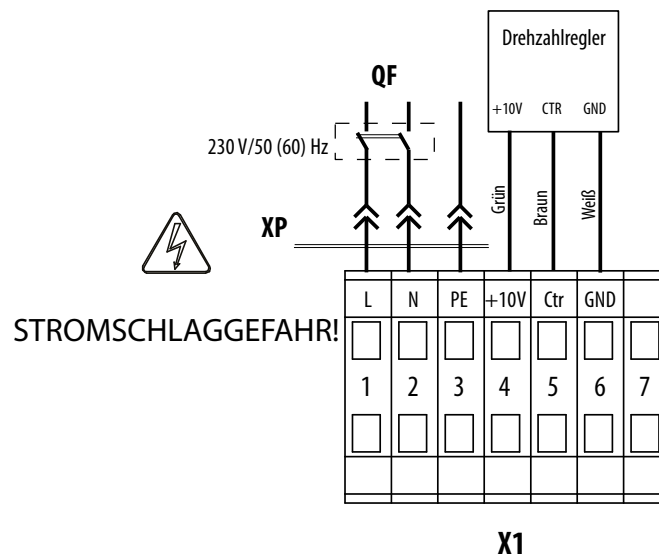 Drehzahlregler
QF
+10V CTR GND
230 V/50 (60) Hz
Grün
Braun
Weiß
XP
L N PE +10V Ctr GND
STROMSCHLAGGEFAHR!
1 2 3 4 5 6 7
X1